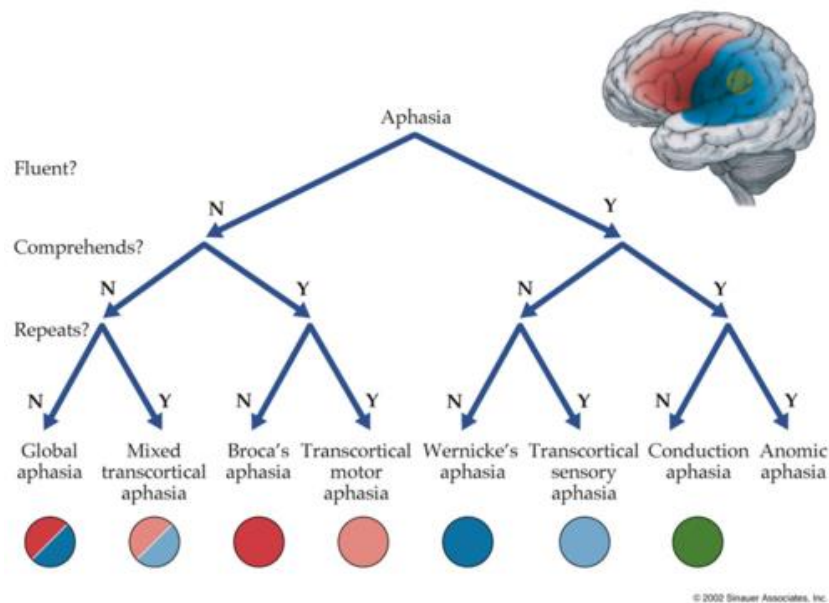 Aphasia
Fluent?
N
Y
Comprehends?
N
Y
N
Y
Repeats?
N
Y
N
Y
N
Y
N
Y
Global
aphasia
Mixed
transcortical
aphasia
Broca's
aphasia
Transcortical
motor
aphasia
Wernicke's
aphasia
Transcortical
sensory
aphasia
Conduction
aphasia
Anomic
aphasia
© 2002 Sinauer Associates, Inc.